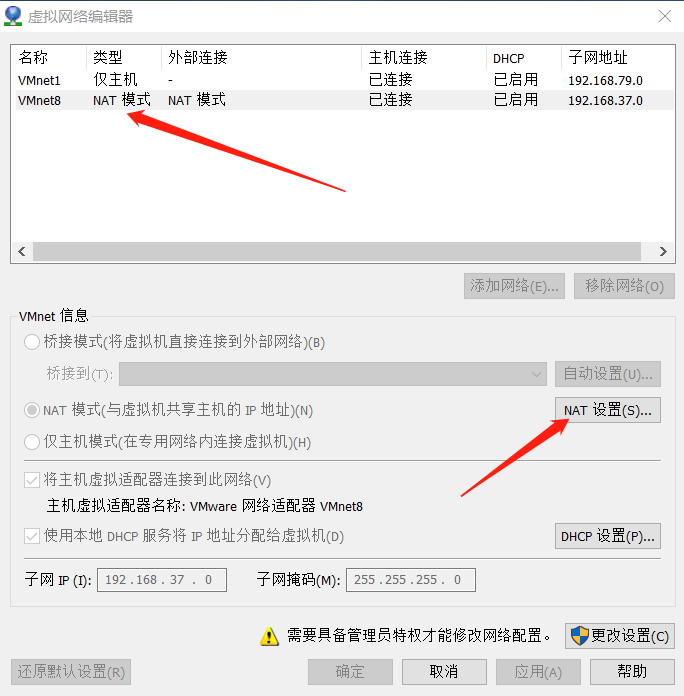 虚拟网络编辑器
名称 类型 外部连接 主机连接 DHCP 子网地址
VMnet1 仅主机 - 已连接 已启用 192.168.79.0
VMnet8 NAT 模式 NAT 模式 已连接 已启用 192.168.37.0
添加网络(E)... 移除网络(O)
VMnet 信息
桥接模式(将虚拟机直接连接到外部网络)(B)
桥接到(T): 自动设置(U)...
NAT 模式(与虚拟机共享主机的 IP 地址)(N) NAT 设置(S)...
仅主机模式(在专用网络内连接虚拟机)(H)
将主机虚拟适配器连接到此网络(V)
主机虚拟适配器名称: VMware 网络适配器 VMnet8
使用本地 DHCP 服务将 IP 地址分配给虚拟机(D) DHCP 设置(P)...
子网 IP (I): 192 . 168 . 37 . 0 子网掩码(M): 255 . 255 . 255 . 0
需要具备管理员特权才能修改网络配置。 更改设置(C)
还原默认设置(R) 确定 取消 应用(A) 帮助